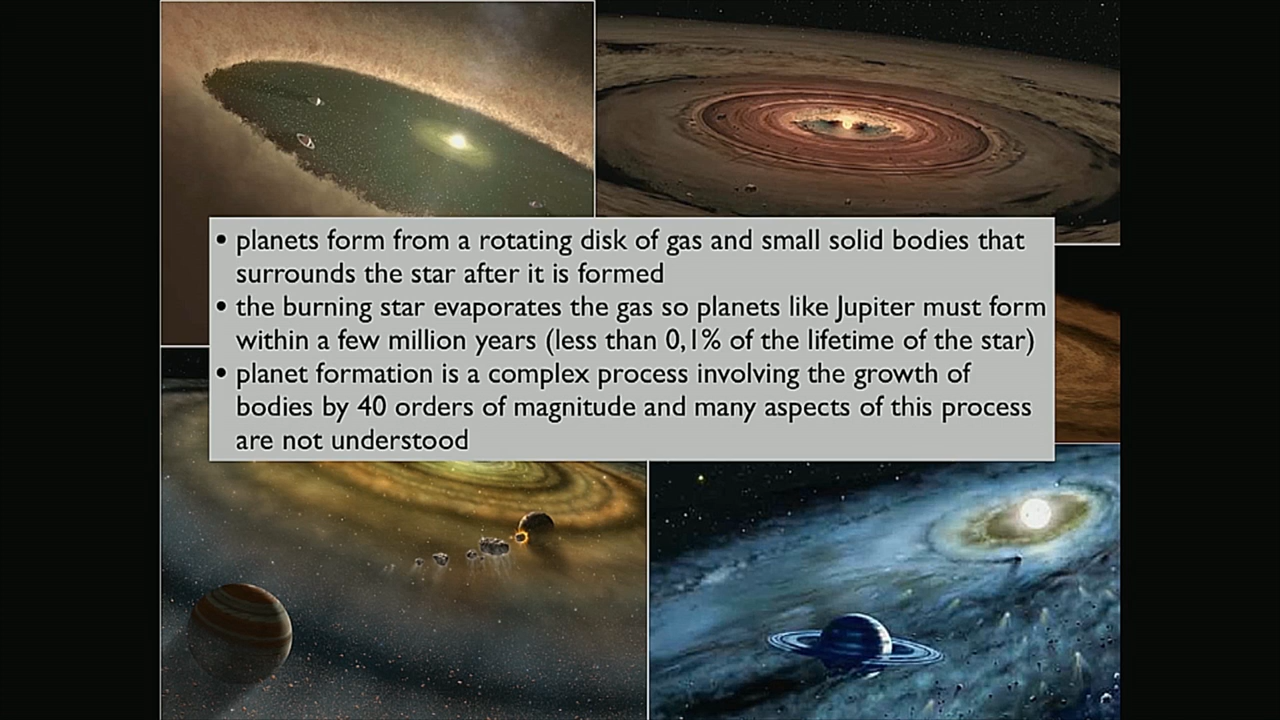 • planets form from a rotating disk of gas and small solid bodies that
surrounds the star after it is formed
• the burning star evaporates the gas so planets like Jupiter must form
within a few million years (less than 0,1% of the lifetime of the star)
• planet formation is a complex process involving the growth of
bodies by 40 orders of magnitude and many aspects of this process
are not understood